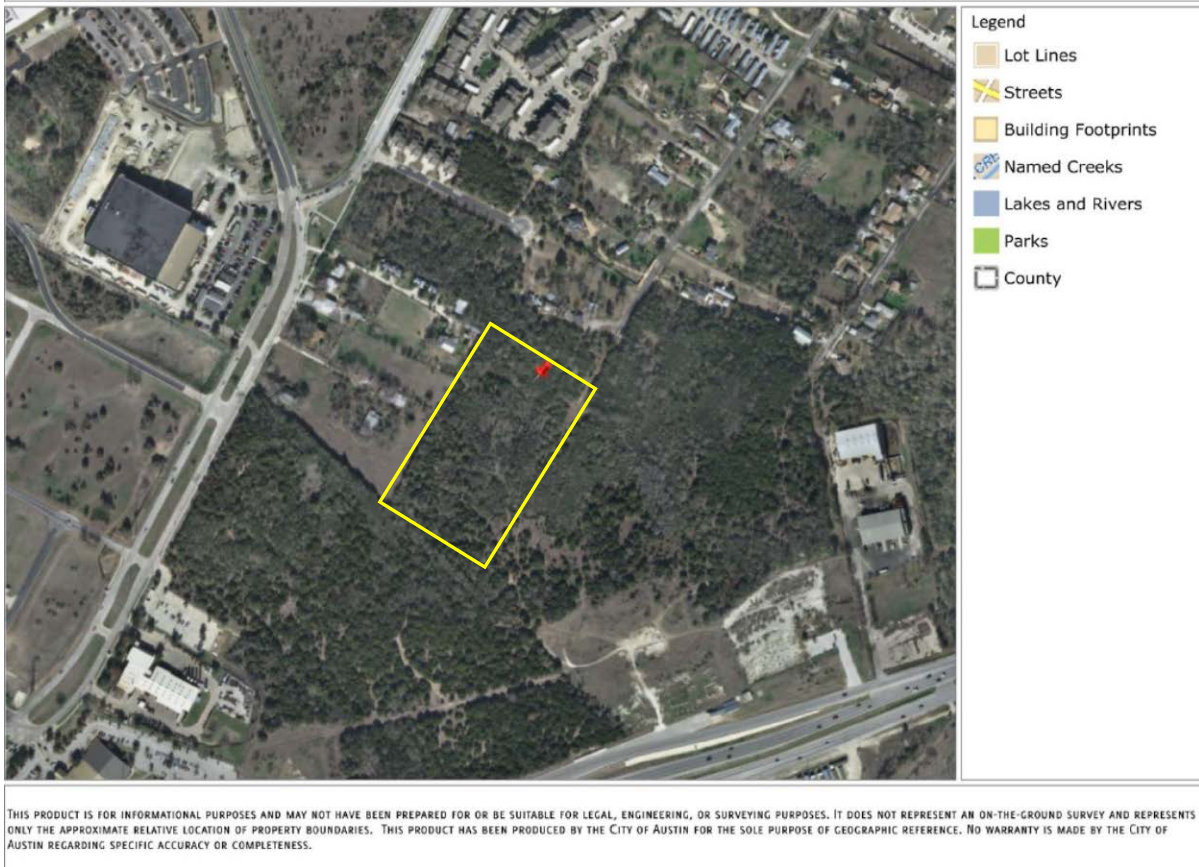 Legend
Lot Lines
Streets
Building Footprints
CRK
Named Creeks
Lakes and Rivers
Parks
County
THIS PRODUCT IS FOR INFORMATIONAL PURPOSES AND MAY NOT HAVE BEEN PREPARED FOR OR BE SUITABLE FOR LEGAL, ENGINEERING, OR SURVEYING PURPOSES. IT DOES NOT REPRESENT AN ON-THE-GROUND SURVEY AND REPRESENTS
ONLY THE APPROXIMATE RELATIVE LOCATION OF PROPERTY BOUNDARIES. THIS PRODUCT HAS BEEN PRODUCED BY THE CITY OF AUSTIN FOR THE SOLE PURPOSE OF GEOGRAPHIC REFERENCE. NO WARRANTY IS MADE BY THE CITY OF
AUSTIN REGARDING SPECIFIC ACCURACY OR COMPLETENESS.